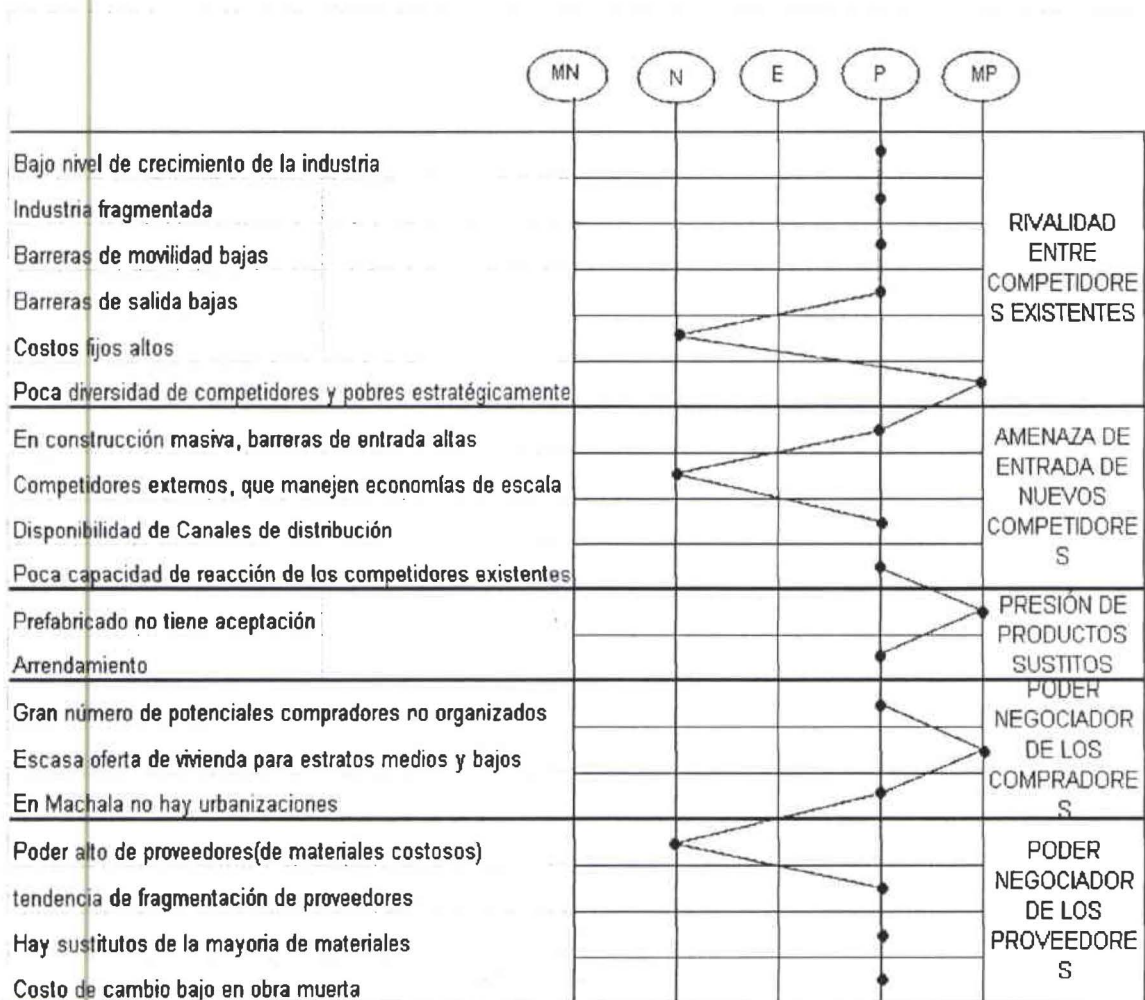 MN N E P MP
Bajo nivel de crecimiento de la industria
Industria fragmentada
Barreras de movilidad bajas
Barreras de salida bajas
Costos fijos altos
Poca diversidad de competidores y pobres estratégicamente
RIVALIDAD
ENTRE
COMPETIDORE
S EXISTENTES
En construcción masiva, barreras de entrada altas
Competidores externos, que manejen economías de escala
Disponibilidad de Canales de distribución
Poca capacidad de reacción de los competidores existentes
AMENAZA DE
ENTRADA DE
NUEVOS
COMPETIDORE
S
Prefabricado no tiene aceptación
Arrendamiento
PRESIÓN DE
PRODUCTOS
SUSTITOS
Gran número de potenciales compradores no organizados
Escasa oferta de vivienda para estratos medios y bajos
En Machala no hay urbanizaciones
PODER
NEGOCIADOR
DE LOS
COMPRADORE
S
Poder alto de proveedores(de materiales costosos)
tendencia de fragmentación de proveedores
Hay sustitutos de la mayoria de materiales
Costo de cambio bajo en obra muerta
PODER
NEGOCIADOR
DE LOS
PROVEEDORE
S